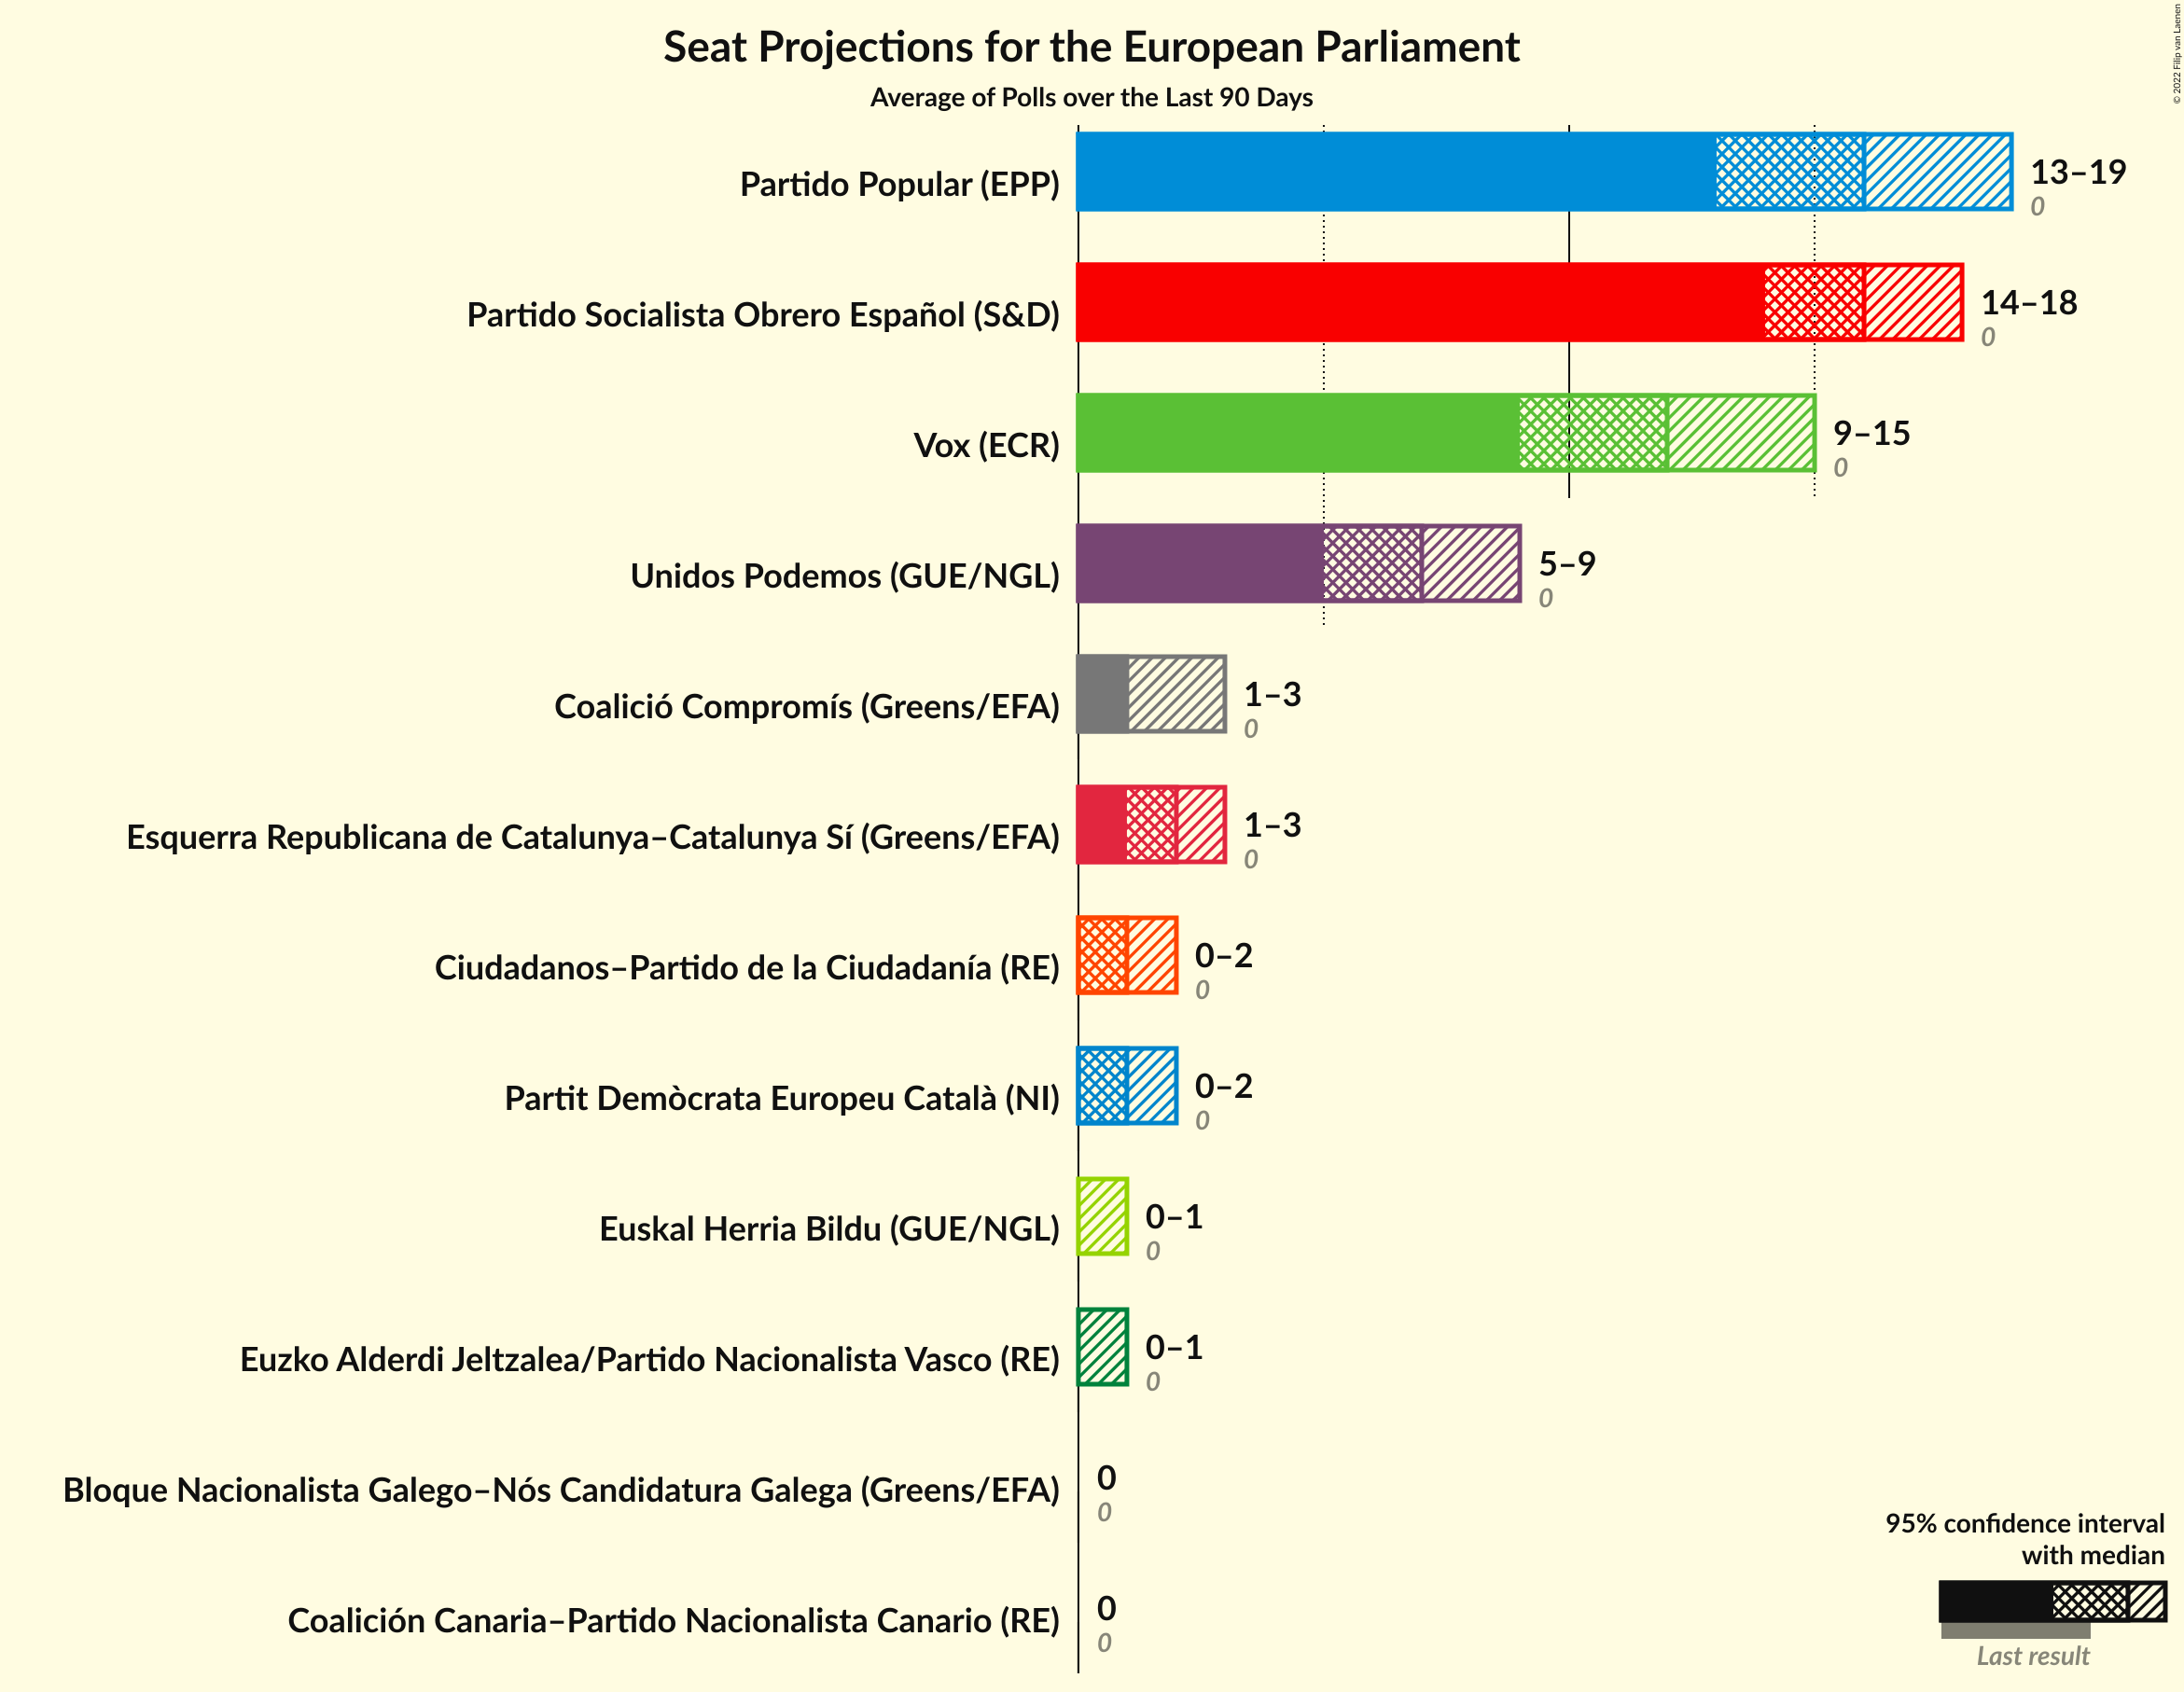 Seat Projections for the European Parliament
Average of Polls over the Last 90 Days
© 2022 Filip van Laenen
Partido Popular (EPP)
13–19
0
Partido Socialista Obrero Español (S&D)
14–18
0
Vox (ECR)
9–15
0
Unidos Podemos (GUE/NGL)
5–9
0
Coalició Compromís (Greens/EFA)
1–3
0
Esquerra Republicana de Catalunya–Catalunya Sí (Greens/EFA)
1–3
0
Ciudadanos–Partido de la Ciudadanía (RE)
0–2
0
Partit Demòcrata Europeu Català (NI)
0–2
0
Euskal Herria Bildu (GUE/NGL)
0–1
0
Euzko Alderdi Jeltzalea/Partido Nacionalista Vasco (RE)
0–1
0
Bloque Nacionalista Galego–Nós Candidatura Galega (Greens/EFA)
0
0
Coalición Canaria–Partido Nacionalista Canario (RE)
0
0
95% confidence interval
with median
Last result